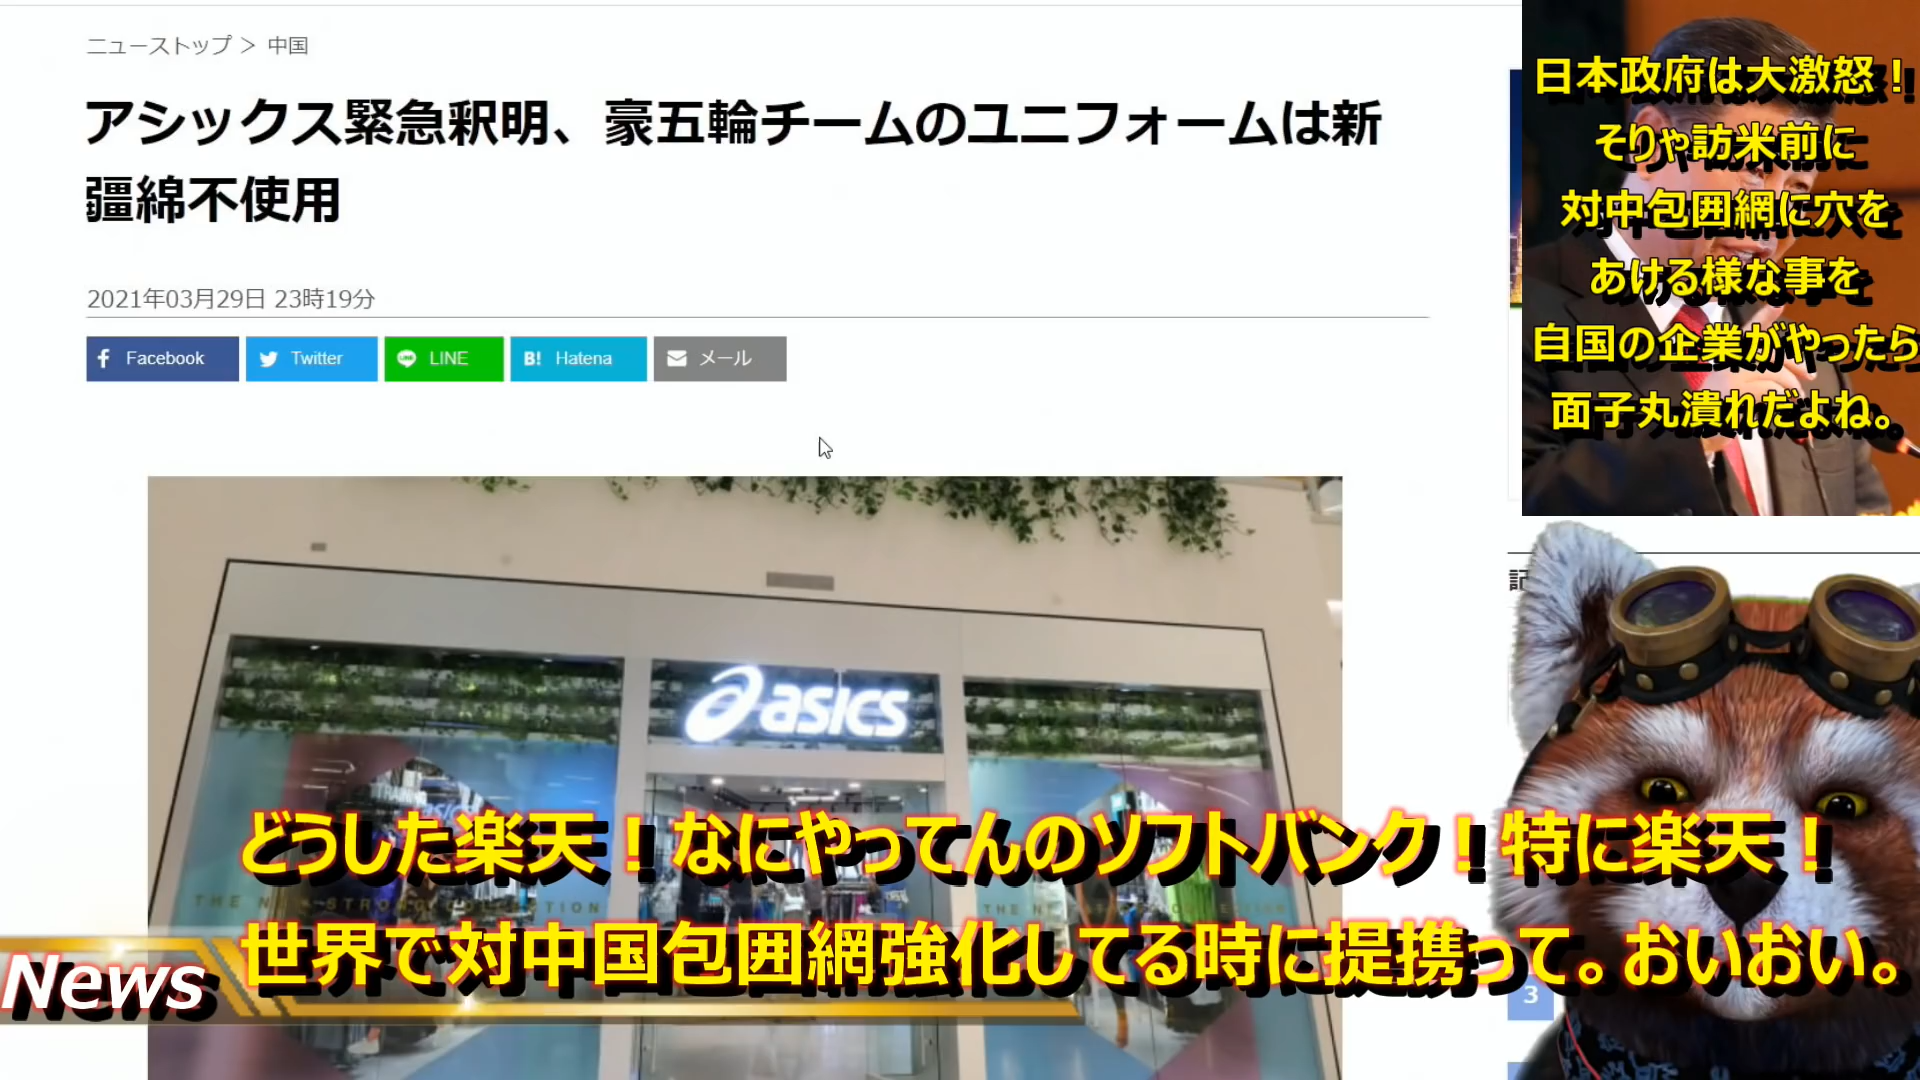 ニューストップ ＞ 中国
アシックス緊急釈明、豪五輪チームのユニフォームは新
疆綿不使用
2021年03月29日 23時19分
Facebook
Twitter
LINE
B! Hatena
メール
日本政府は大激怒！
そりゃ訪米前に
対中包囲網に穴を
あける様な事を
自国の企業がやったら
面子丸潰れだよね。
記
asics
どうした楽天！なにやってんのソフトバンク！特に楽天！
世界で対中国包囲網強化してる時に提携って。おいおい。
News
3